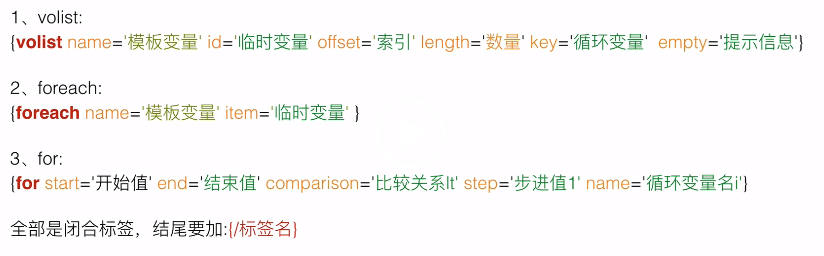 1、volist:
{volist name='模板变量' id='临时变量' offset='索引' length='数量' key='循环变量' empty='提示信息'}
2、foreach:
{foreach name='模板变量' item='临时变量' }
3、for:
{for start='开始值' end='结束值' comparison='比较关系lt' step='步进值1' name='循环变量名i'}
全部是闭合标签，结尾要加:{/标签名}